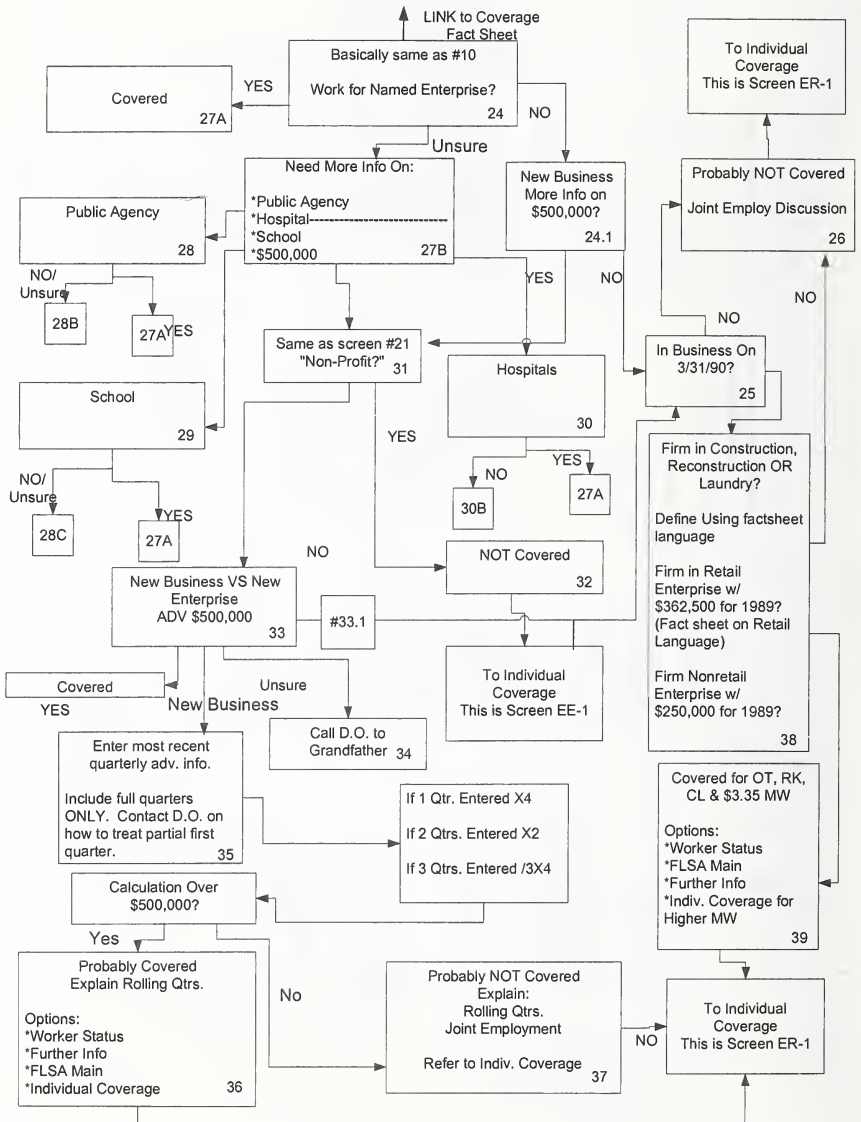 LINK to Coverage
Fact Sheet
Basically same as #10
Work for Named Enterprise?
24
YES
Covered
27A
NO
Unsure
To Individual
Coverage
This is Screen ER-1
Need More Info On:
*Public Agency
*Hospital--------------------------------
*School
*$500,000
27B
New Business
More Info on
$500,000?
24.1
Probably NOT Covered
Joint Employ Discussion
26
Public Agency
28
NO/
Unsure
28B
27A
YES
YES
NO
NO
NO
Same as screen #21
"Non-Profit?"
31
Hospitals
30
In Business On
3/31/90?
25
School
29
YES
NO
YES
30B
27A
NO/
Unsure
YES
28C
27A
Firm in Construction,
Reconstruction OR
Laundry?
Define Using factsheet
language
Firm in Retail
Enterprise w/
$362,500 for 1989?
(Fact sheet on Retail
Language)
Firm Nonretail
Enterprise w/
$250,000 for 1989?
38
NO
NOT Covered
32
New Business VS New
Enterprise
ADV $500,000
33
#33.1
To Individual
Coverage
This is Screen EE-1
Covered
YES
New Business
Unsure
Call D.O. to
Grandfather
34
Enter most recent
quarterly adv. info.
Include full quarters
ONLY. Contact D.O. on
how to treat partial first
quarter.
35
If 1 Qtr. Entered X4
If 2 Qtrs. Entered X2
If 3 Qtrs. Entered /3X4
Covered for OT, RK,
CL & $3.35 MW
Options:
*Worker Status
*FLSA Main
*Further Info
*Indiv. Coverage for
Higher MW
39
Calculation Over
$500,000?
Yes
No
Probably Covered
Explain Rolling Qtrs.
Options:
*Worker Status
*Further Info
*FLSA Main
*Individual Coverage
36
Probably NOT Covered
Explain:
Rolling Qtrs.
Joint Employment
Refer to Indiv. Coverage
37
NO
To Individual
Coverage
This is Screen ER-1